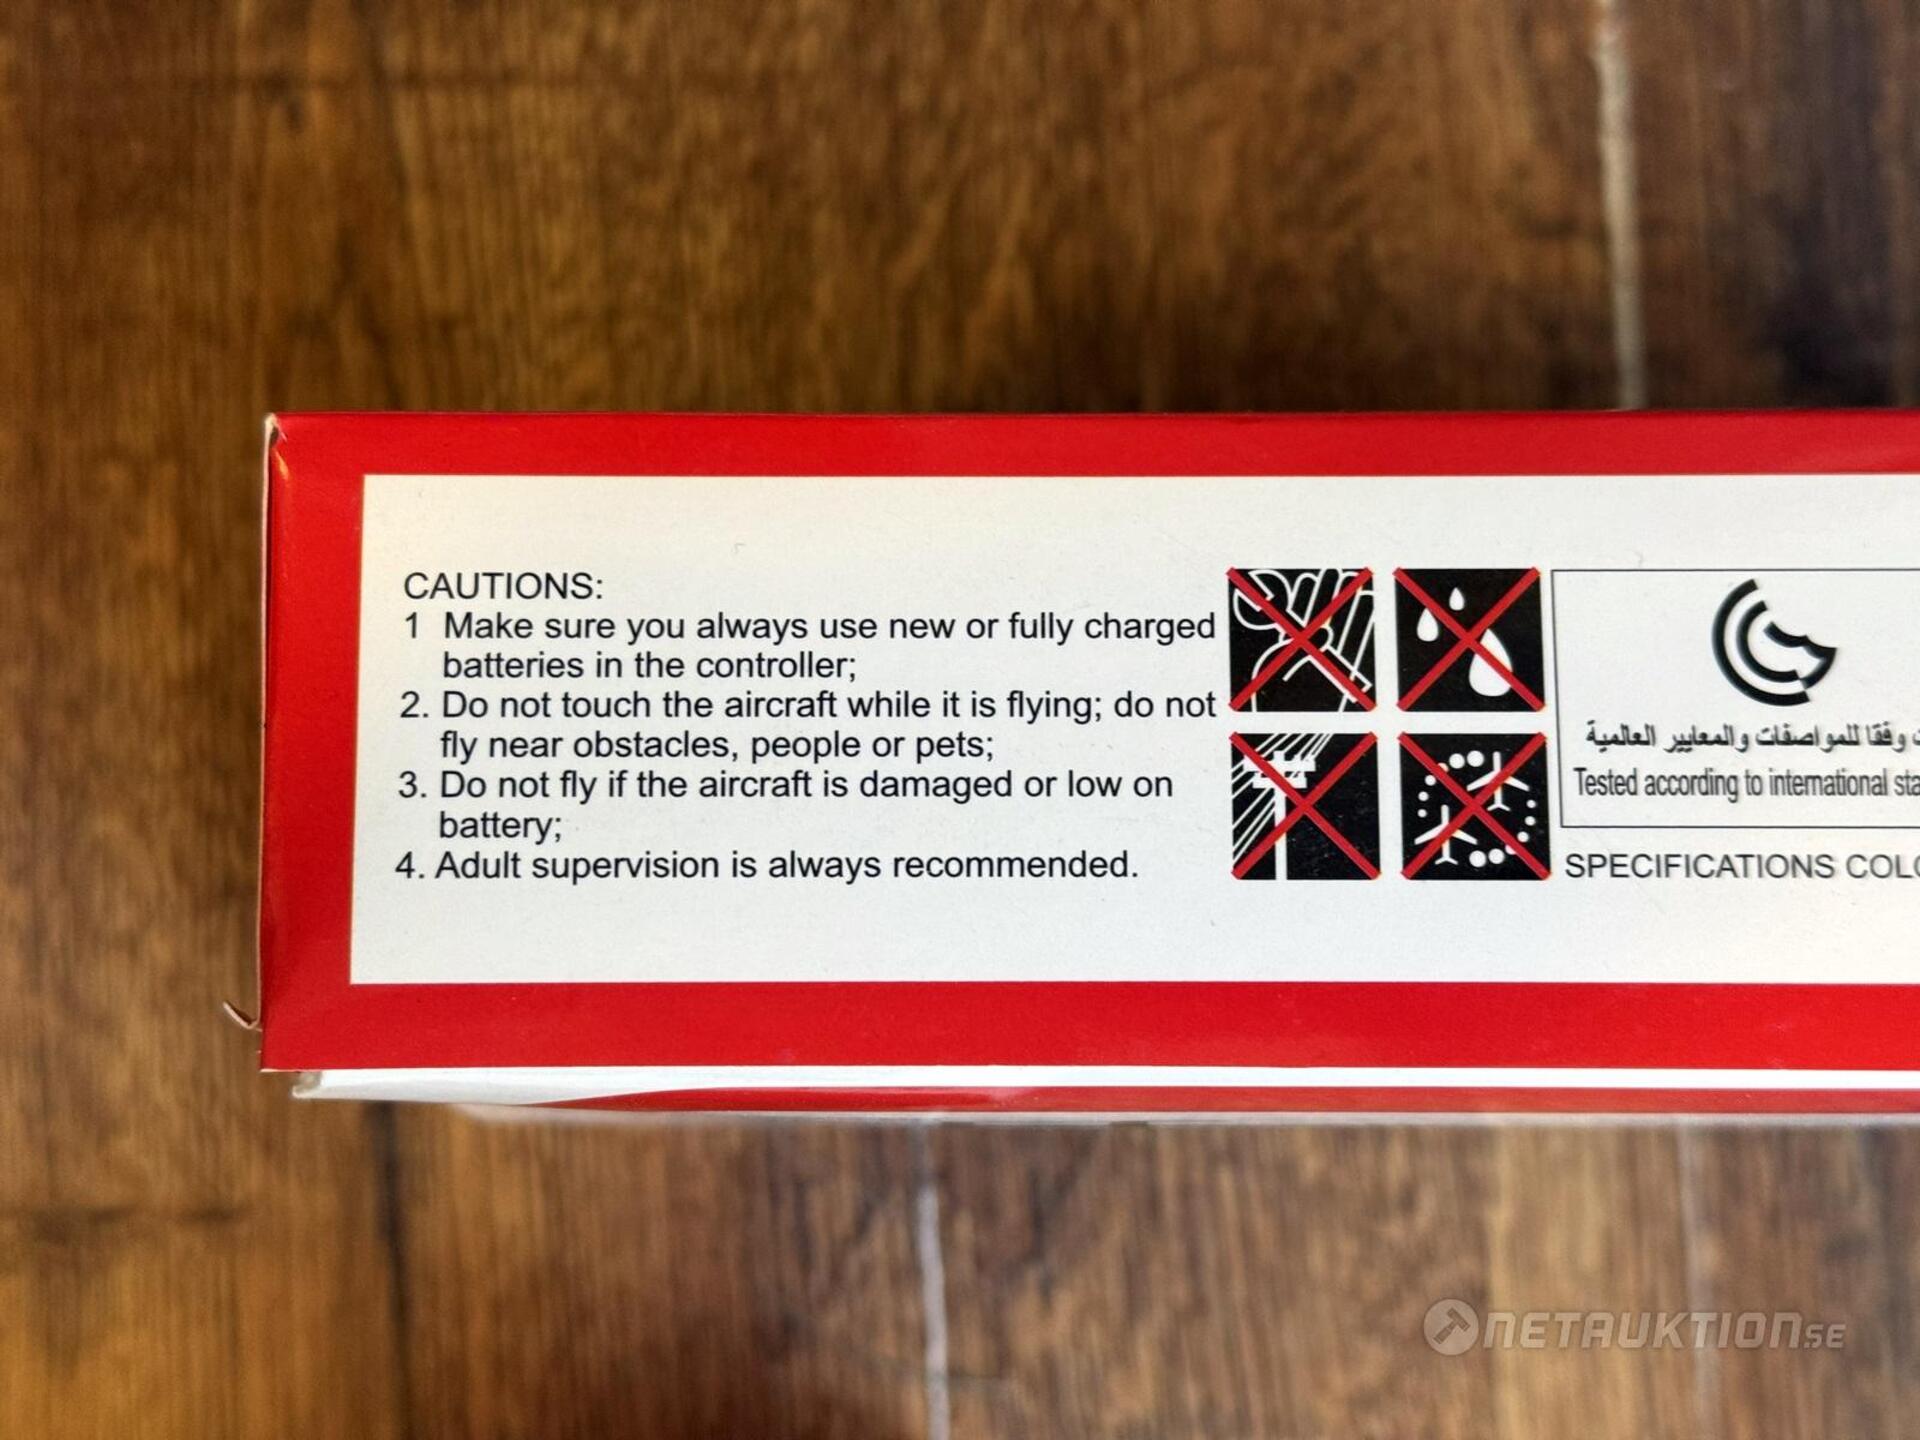 CAUTIONS:
1 Make sure you always use new or fully charged
batteries in the controller;
2. Do not touch the aircraft while it is flying; do not
fly near obstacles, people or pets;
3. Do not fly if the aircraft is damaged or low on
battery;
4. Adult supervision is always recommended.
وفقا للمواصفات والمعايير العالمية
Tested according to international
SPECIFICATIONS
NETAUKTION.SE